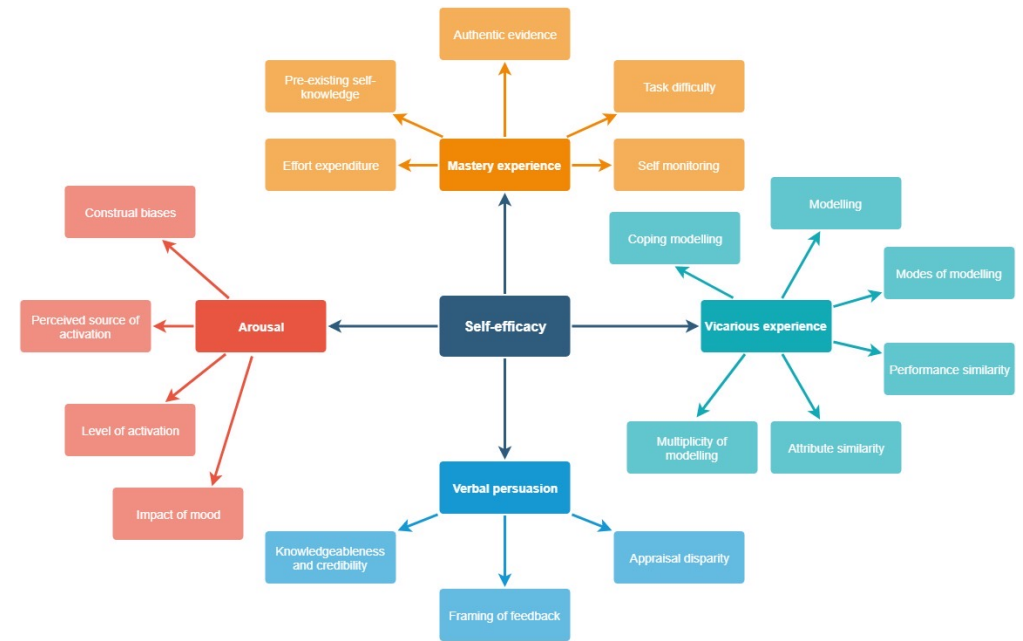 Authentic evidence
Pre-existing self-
knowledge
Task difficulty
Effort expenditure
Mastery experience
Self monitoring
Construal biases
Modelling
Coping modelling
Modes of modelling
Perceived source of
activation
Arousal
Self-efficacy
Vicarious experience
Performance similarity
Level of activation
Multiplicity of
modelling
Attribute similarity
Verbal persuasion
Impact of mood
Knowledgeableness
and credibility
Appraisal disparity
Framing of feedback